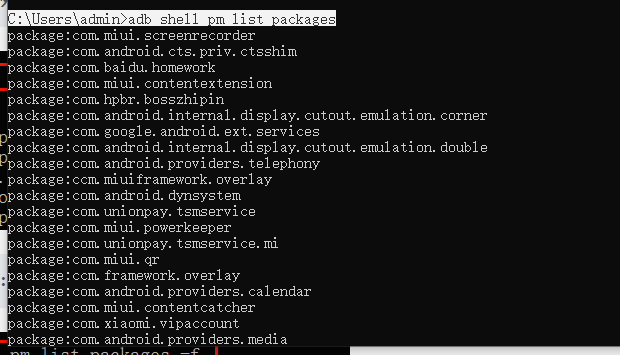 C:\Users\admin>adb shell pm list packages
package:com.miui.screenrecorder
package:com.android.cts.priv.ctsshim
package:com.baidu.homework
package:com.miui.contentextension
package:com.hpbr.bosszhipin
package:com.android.internal.display.cutout.emulation.corner
package:com.google.android.ext.services
package:com.android.internal.display.cutout.emulation.double
package:com.android.providers.telephony
package:ccm.miuiframework.overlay
package:com.android.dynsystem
package:com.unionpay.tsmservice
package:com.miui.powerkeeper
package:com.unionpay.tsmservice.mi
package:com.miui.qr
package:ccm.framework.overlay
package:com.android.providers.calendar
package:com.miui.contentcatcher
package:com.xiaomi.vipaccount
package:com.android.providers.media
pm list packages -f